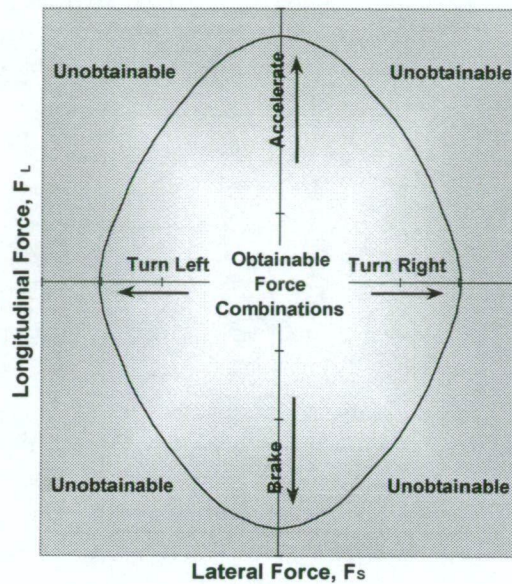 Unobtainable
Unobtainable
Accelerate
Longitudinal Force, F L
Turn Left
Obtainable
Force
Combinations
Turn Right
Brake
Unobtainable
Unobtainable
Lateral Force, Fs